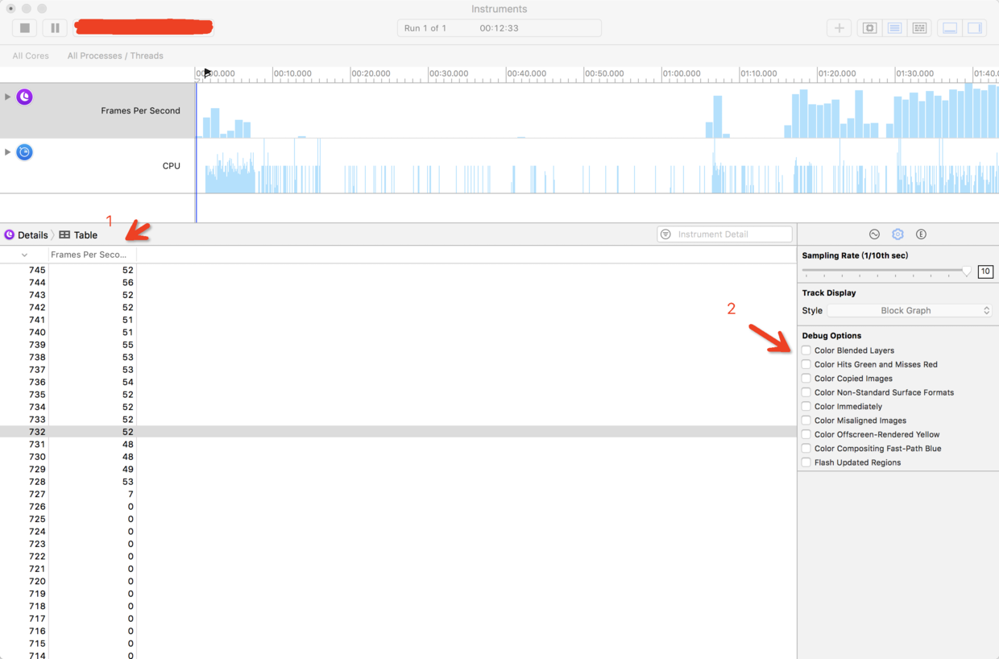 Instruments
Run 1 of 1 00:12:33
All Cores All Processes / Threads
00:00.000 00:10.000 00:20.000 00:30.000 00:40.000 00:50.000 01:00.000 01:10.000 01:20.000 01:30.000 01:40.
Frames Per Second
CPU
1
Details Table
Instrument Detail
E
Frames Per Seco...
Sampling Rate (1/10th sec)
10
Track Display
Style Block Graph
2
Debug Options
Color Blended Layers
Color Hits Green and Misses Red
Color Copied Images
Color Non-Standard Surface Formats
Color Immediately
Color Misaligned Images
Color Offscreen-Rendered Yellow
Color Compositing Fast-Path Blue
Flash Updated Regions
745 52
744 56
743 52
742 52
741 51
740 51
739 55
738 53
737 53
736 54
735 52
734 52
733 52
732 52
731 48
730 48
729 49
728 53
727 7
726 0
725 0
724 0
723 0
722 0
721 0
720 0
719 0
718 0
717 0
716 0
715 0
714 0